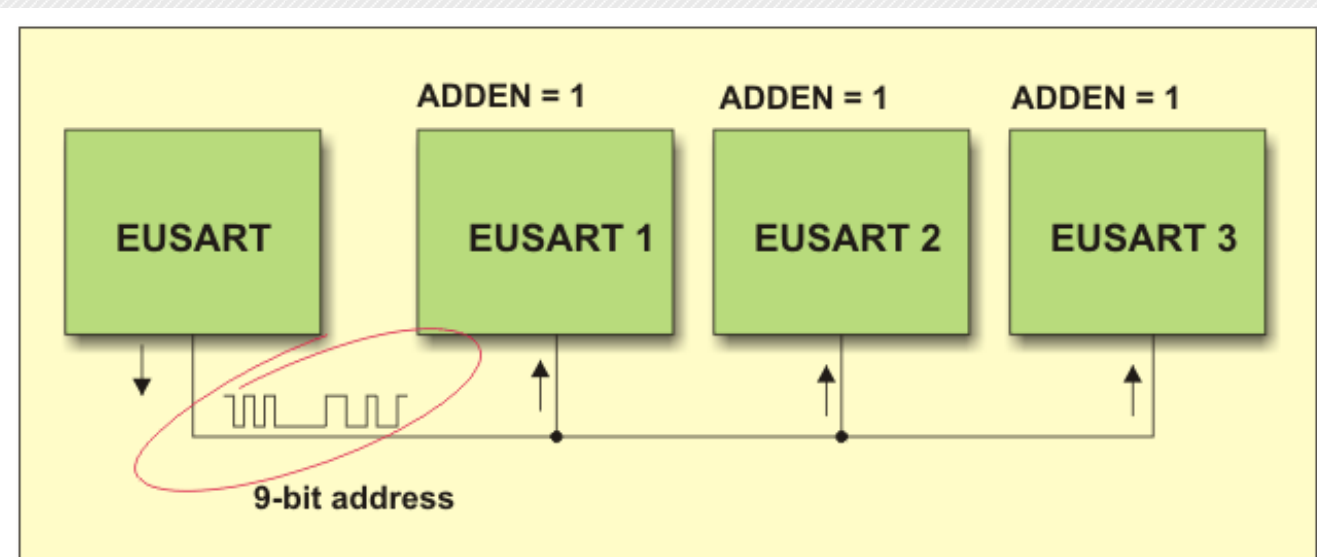 ADDEN = 1 ADDEN = 1 ADDEN = 1
EUSART EUSART 1 EUSART 2 EUSART 3
9-bit address